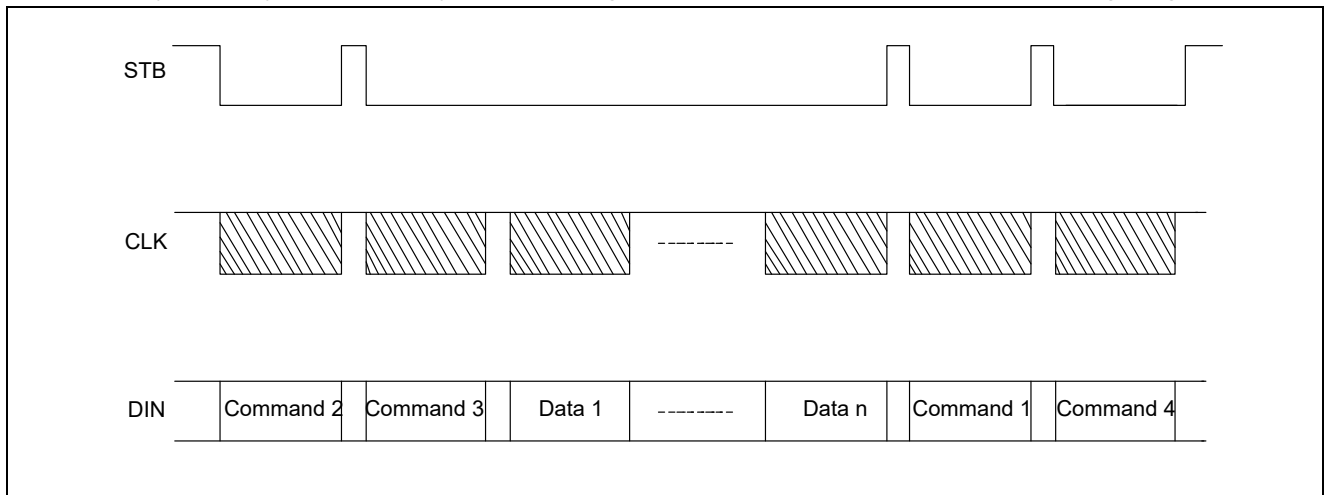 STB
CLK
DIN
Command 2
Command 3
Data 1
Data n
Command 1
Command 4